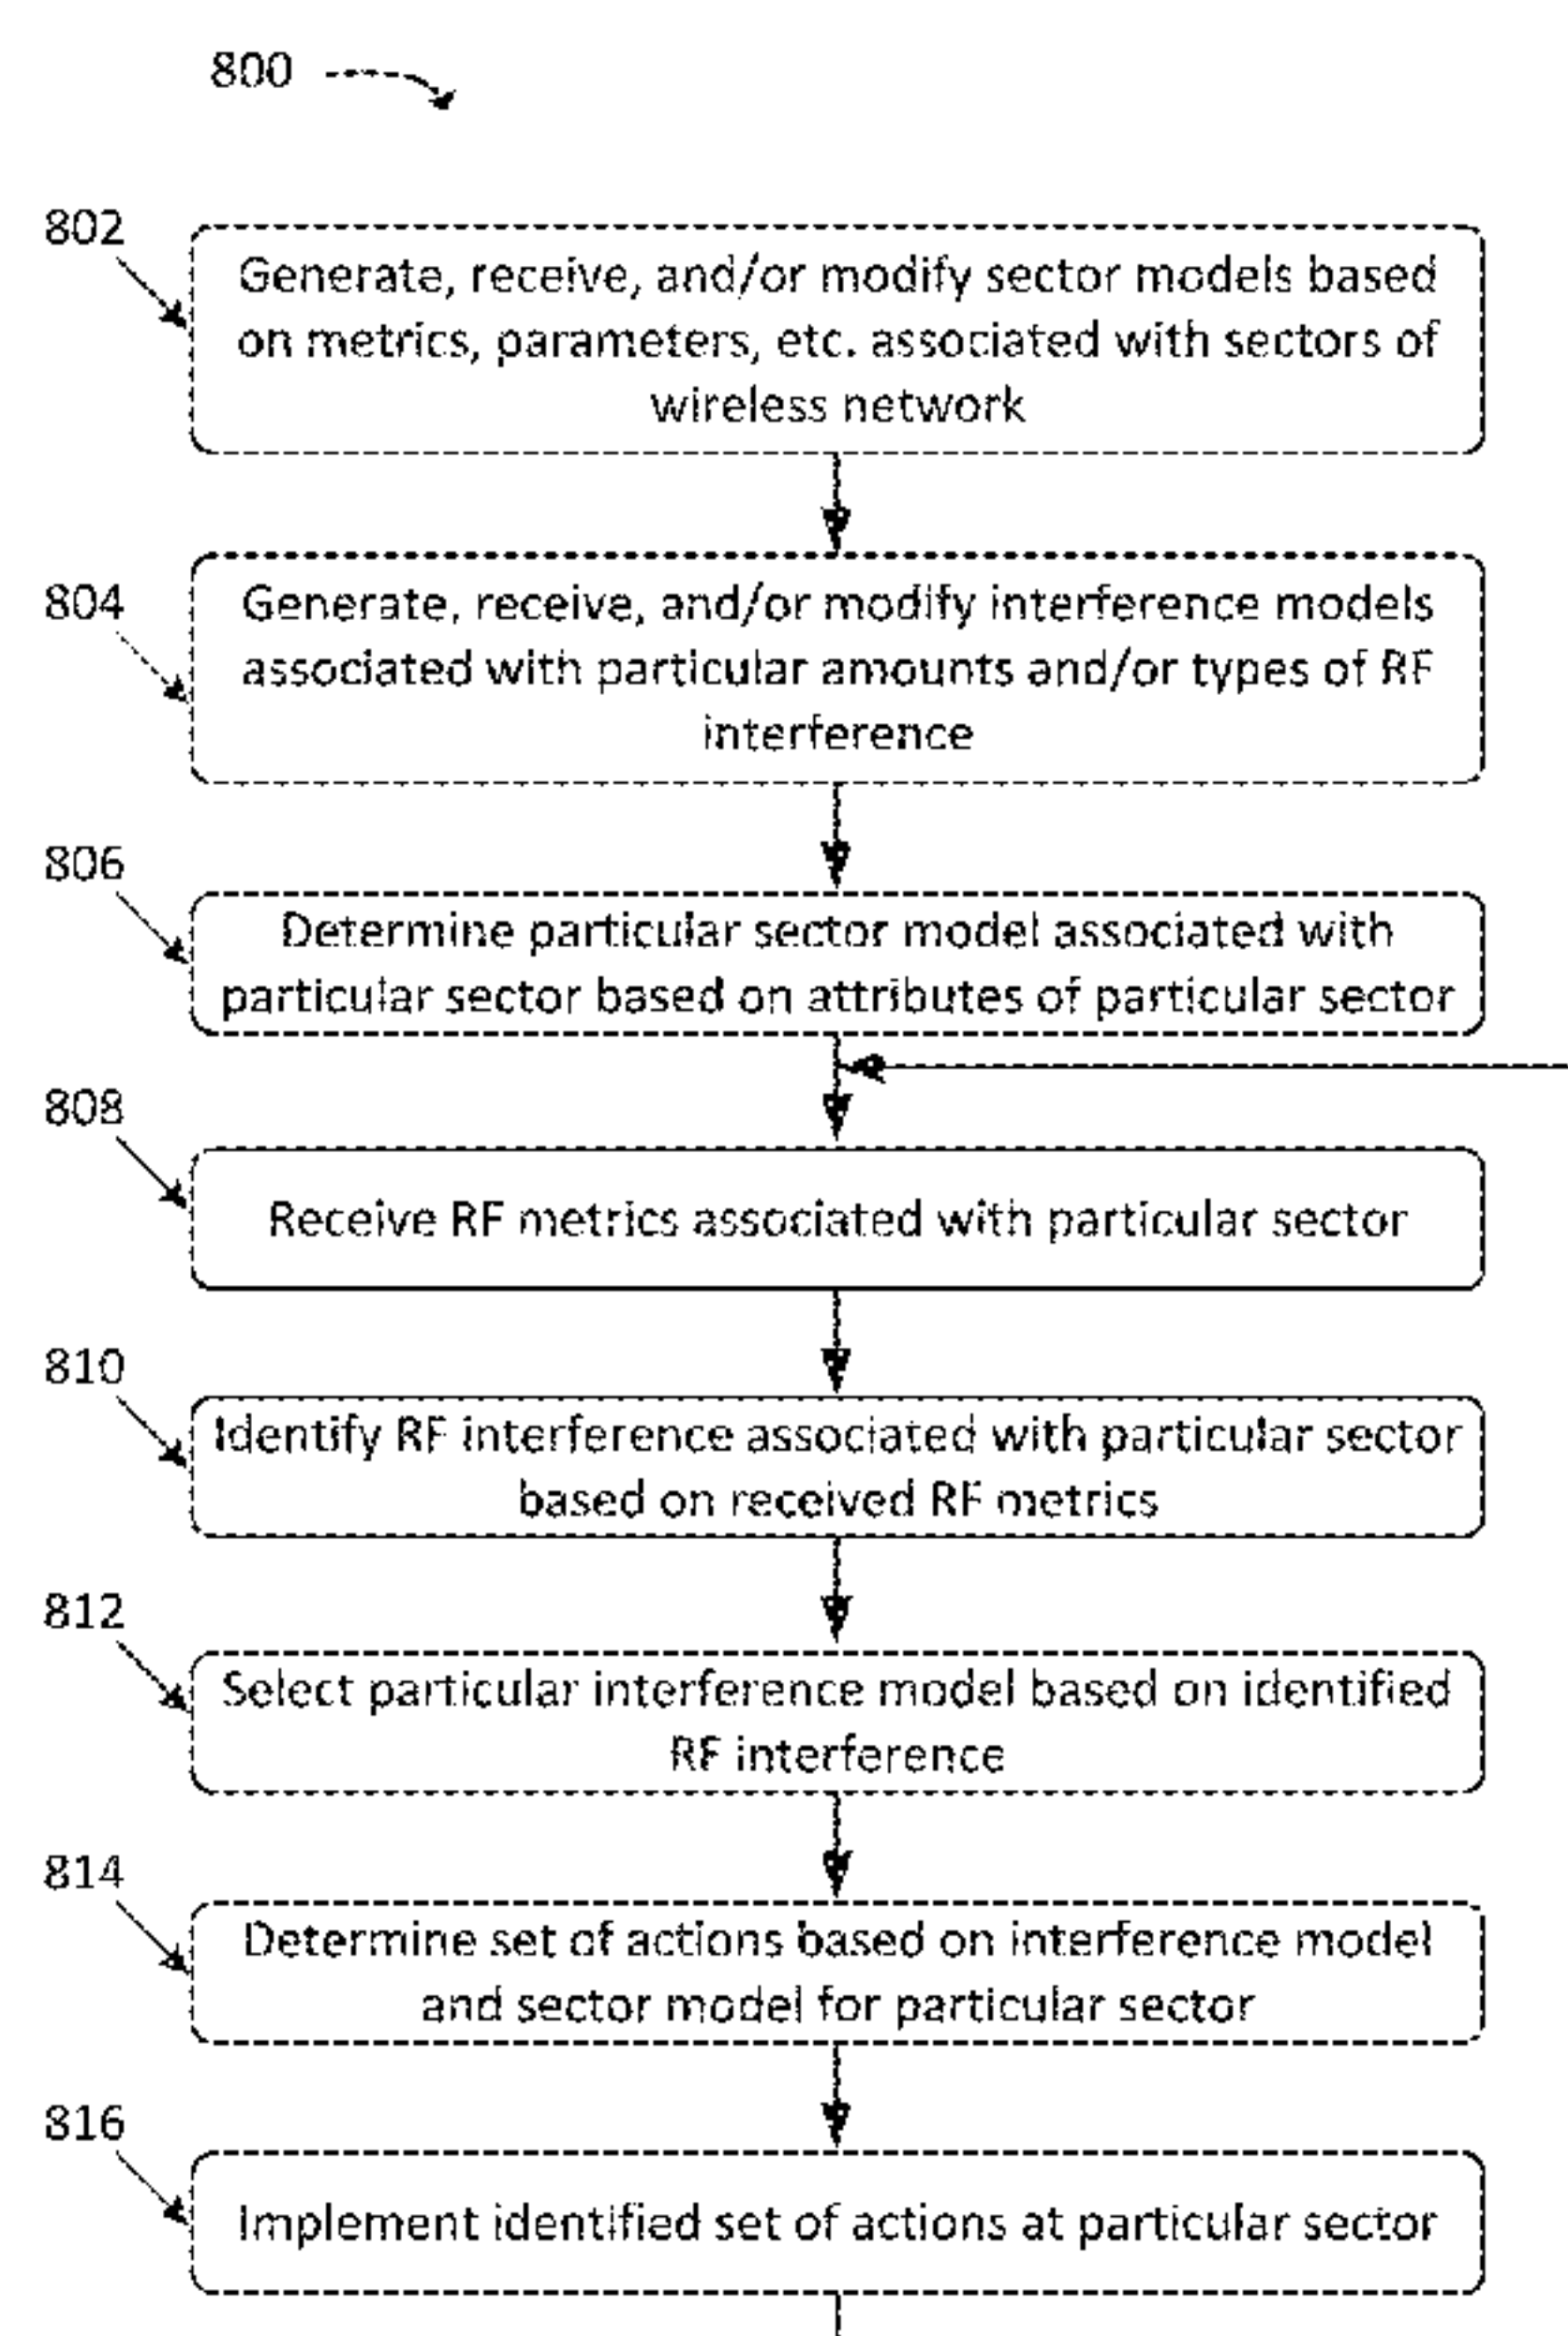 800
802
Generate, receive, and/or modify sector models based
on metrics, parameters, etc. associated with sectors of
wireless network
804
Generate, receive, and/or modify interference models
associated with particular amounts and/or types of RF
interference
806
Determine particular sector model associated with
particular sector based on attributes of particular sector
808
Receive RF metrics associated with particular sector
810
Identify RF interference associated with particular sector
based on received RF metrics
812
Select particular interference model based on identified
RF interference
814
Determine set of actions based on interference model
and sector model for particular sector
816
Implement identified set of actions at particular sector